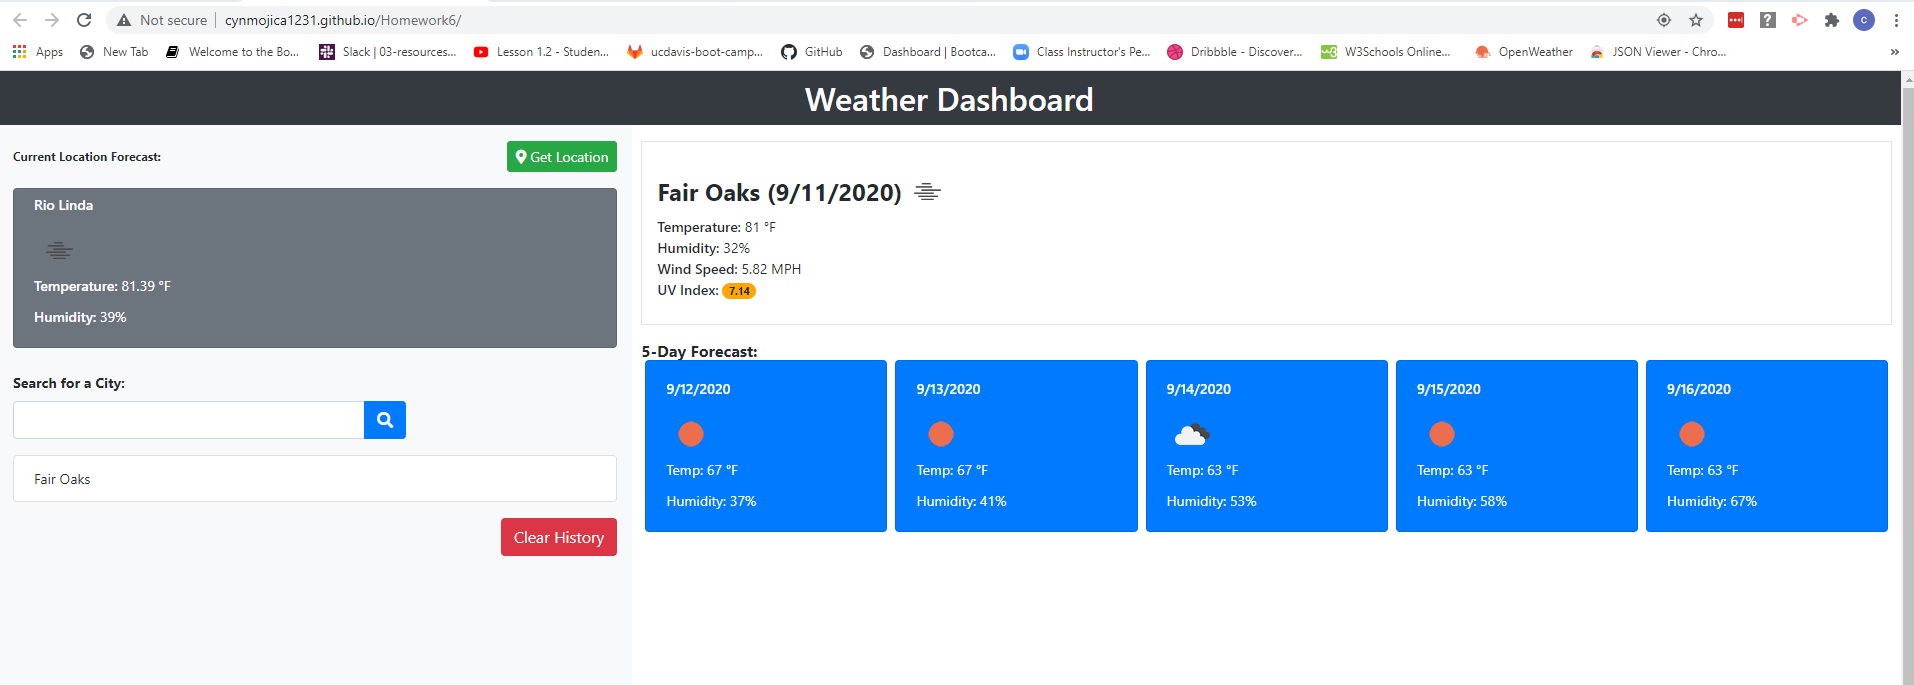 Not secure | cynmojica1231.github.io/Homework6/
Apps New Tab Welcome to the Bo... Slack | 03-resources... Lesson 1.2 - Studen... ucdavis-boot-camp... GitHub Dashboard | Bootca... Class Instructor's Pe... Dribbble - Discover... W3Schools Online... OpenWeather JSON Viewer - Chro... »
Weather Dashboard
Current Location Forecast:
Get Location
Rio Linda
Temperature: 81.39 °F
Humidity: 39%
Search for a City:
Fair Oaks
Clear History
Fair Oaks (9/11/2020)
Temperature: 81 °F
Humidity: 32%
Wind Speed: 5.82 MPH
UV Index: 7.14
5-Day Forecast:
9/12/2020
Temp: 67 °F
Humidity: 37%
9/13/2020
Temp: 67 °F
Humidity: 41%
9/14/2020
Temp: 63 °F
Humidity: 53%
9/15/2020
Temp: 63 °F
Humidity: 58%
9/16/2020
Temp: 63 °F
Humidity: 67%